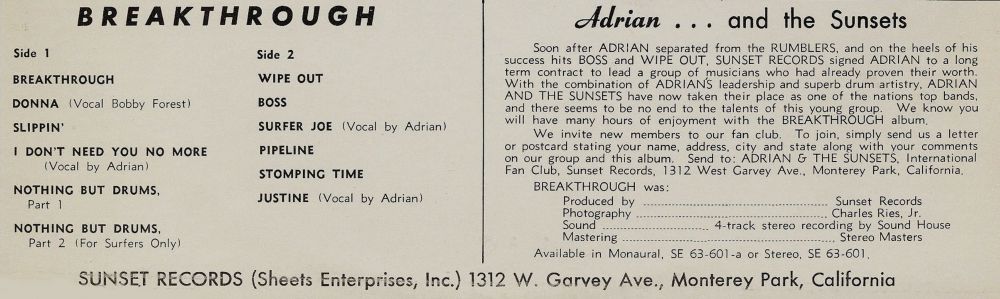 BREAKTHROUGH
Side 1
BREAKTHROUGH
DONNA (Vocal Bobby Forest)
SLIPPIN'
I DON'T NEED YOU NO MORE
(Vocal by Adrian)
NOTHING BUT DRUMS,
Part 1
NOTHING BUT DRUMS,
Part 2 (For Surfers Only)
Side 2
WIPE OUT
BOSS
SURFER JOE (Vocal by Adrian)
PIPELINE
STOMPING TIME
JUSTINE (Vocal by Adrian)
Adrian . . . and the Sunsets
Soon after ADRIAN separated from the RUMBLERS, and on the heels of his
success hits BOSS and WIPE OUT, SUNSET RECORDS signed ADRIAN to a long
term contract to lead a group of musicians who had already proven their worth.
With the combination of ADRIANS leadership and superb drum artistry, ADRIAN
AND THE SUNSETS have now taken their place as one of the nations top bands,
and there seems to be no end to the talents of this young group. We know you
will have many hours of enjoyment with the BREAKTHROUGH album.
We invite new members to our fan club. To join, simply send us a letter
or postcard stating your name, address, city and state along with your comments
on our group and this album. Send to: ADRIAN & THE SUNSETS, International
Fan Club, Sunset Records, 1312 West Garvey Ave., Monterey Park, California.
BREAKTHROUGH was:
Produced by ........................................ Sunset Records
Photography ........................................ Charles Ries, Jr.
Sound ........................ 4-track stereo recording by Sound House
Mastering ............................................ Stereo Masters
Available in Monaural, SE 63-601-a or Stereo, SE 63-601.
SUNSET RECORDS (Sheets Enterprises, Inc.) 1312 W. Garvey Ave., Monterey Park, California